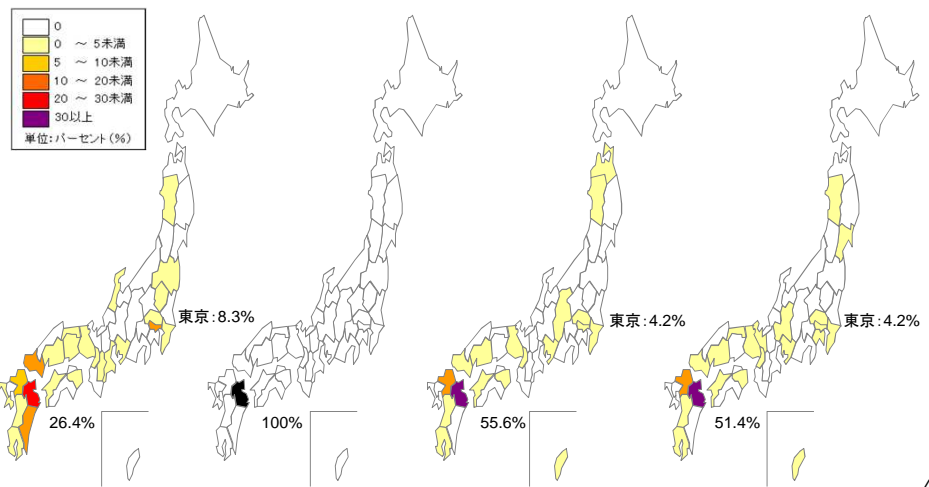 0
0 ～ 5未満
5 ～ 10未満
10 ～ 20未満
20 ～ 30未満
30以上
単位:パーセント(%)
東京:8.3%
26.4%
100%
東京:4.2%
55.6%
東京:4.2%
51.4%